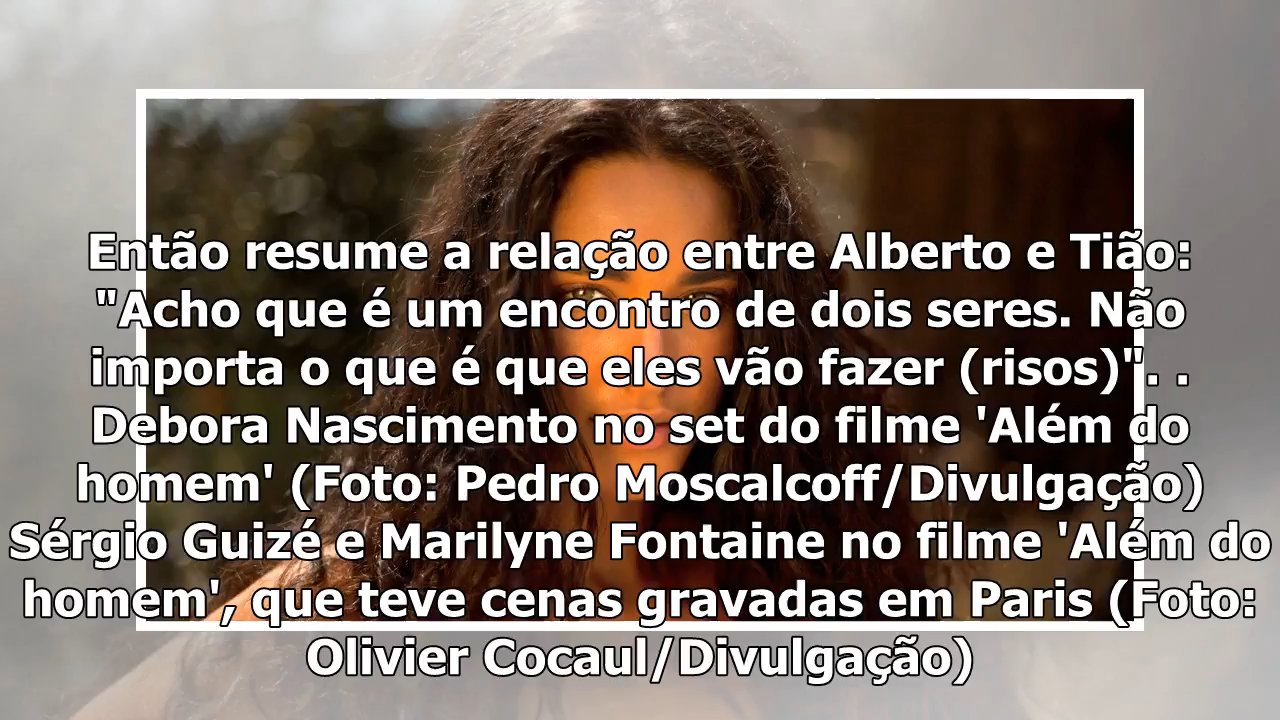 Então resume a relação entre Alberto e Tião:
"Acho que é um encontro de dois seres. Não
importa o que é que eles vão fazer (risos)". .
Debora Nascimento no set do filme 'Além do
homem' (Foto: Pedro Moscalcoff/Divulgação)
Sérgio Guizé e Marilyne Fontaine no filme 'Além do
homem', que teve cenas gravadas em Paris (Foto:
Olivier Cocaul/Divulgação)